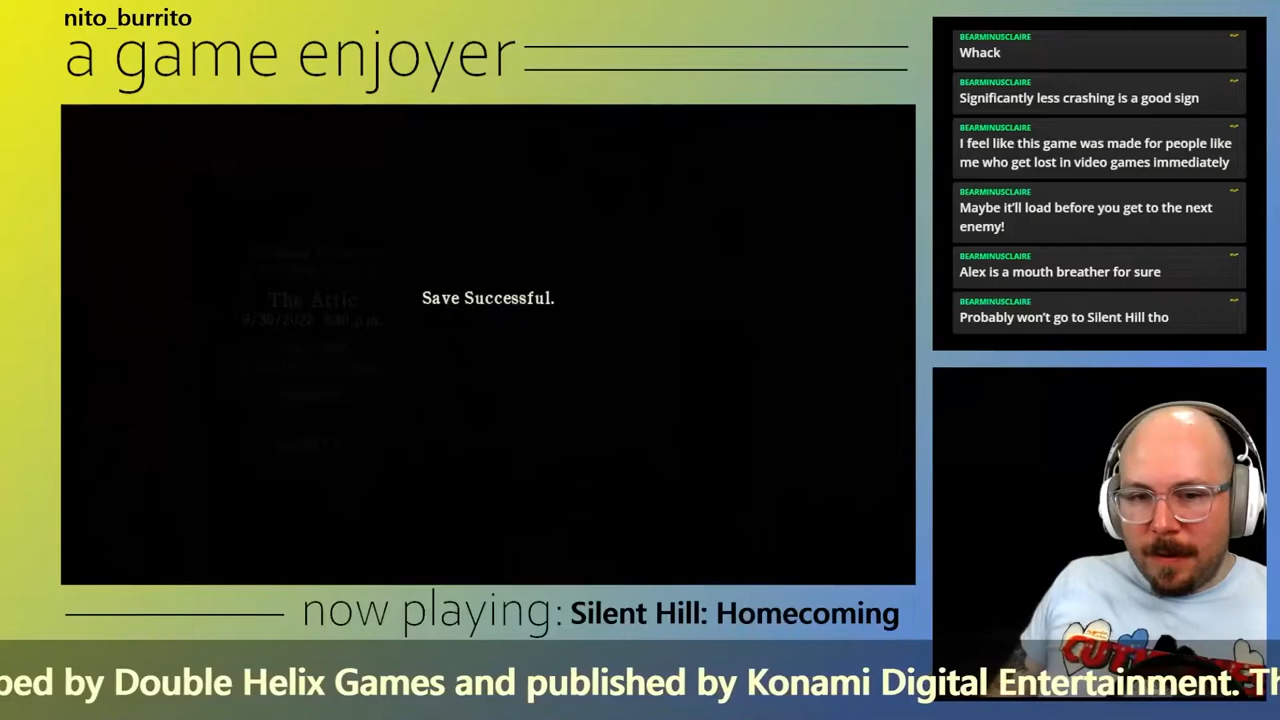 nito_burrito
a game enjoyer
The Attic
Save Successful.
now playing: Silent Hill: Homecoming
BEARMINUSCLAIRE
Whack
BEARMINUSCLAIRE
Significantly less crashing is a good sign
BEARMINUSCLAIRE
I feel like this game was made for people like
me who get lost in video games immediately
BEARMINUSCLAIRE
Maybe it'll load before you get to the next
enemy!
BEARMINUSCLAIRE
Alex is a mouth breather for sure
BEARMINUSCLAIRE
Probably won't go to Silent Hill tho
ped by Double Helix Games and published by Konami Digital Entertainment. Th